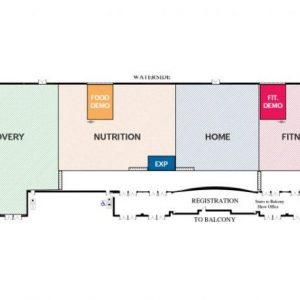 WATERSIDE
FOOD
DEMO
FIT.
DEMO
OVERY
NUTRITION
HOME
FITN
EXP
REGISTRATION
Stairs to Balcony
Show Office
TO BALCONY